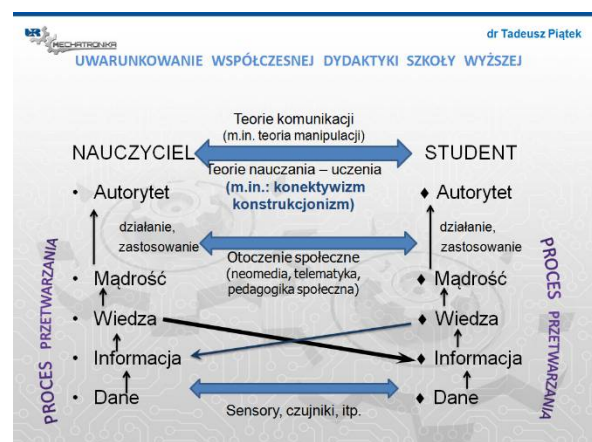 UR MECHATRONIKA
dr Tadeusz Piątek
UWARUNKOWANIE WSPÓŁCZESNEJ DYDAKTYKI SZKOŁY WYŻSZEJ
Teorie komunikacji
(m.in. teoria manipulacji)
NAUCZYCIEL
STUDENT
Teorie nauczania – uczenia
(m.in.: konektywizm
konstrukcjonizm)
• Autorytet
♦ Autorytet
działanie,
zastosowanie
działanie,
zastosowanie
Otoczenie społeczne
(neomedia, telematyka,
pedagogika społeczna)
• Mądrość
♦ Mądrość
• Wiedza
♦ Wiedza
• Informacja
♦ Informacja
• Dane
♦ Dane
Sensory, czujniki, itp.
PROCES PRZETWARZANIA
PROCES PRZETWARZANIA